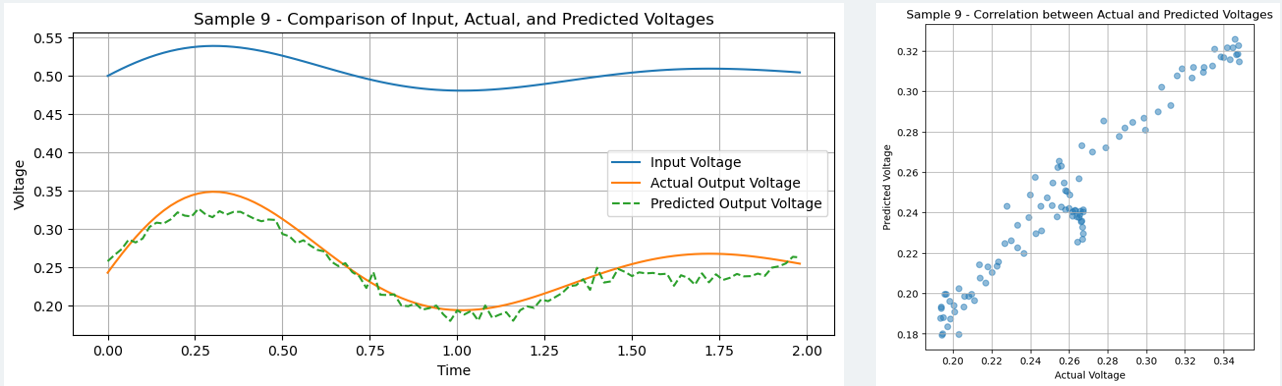 Sample 9 - Comparison of Input, Actual, and Predicted Voltages
0.55
0.50
0.45
0.40
0.35
0.30
0.25
0.20
Voltage
Input Voltage
Actual Output Voltage
Predicted Output Voltage
0.00 0.25 0.50 0.75 1.00 1.25 1.50 1.75 2.00
Time
Sample 9 - Correlation between Actual and Predicted Voltages
0.32
0.30
0.28
0.26
0.24
0.22
0.20
0.18
Predicted Voltage
0.20 0.22 0.24 0.26 0.28 0.30 0.32 0.34
Actual Voltage